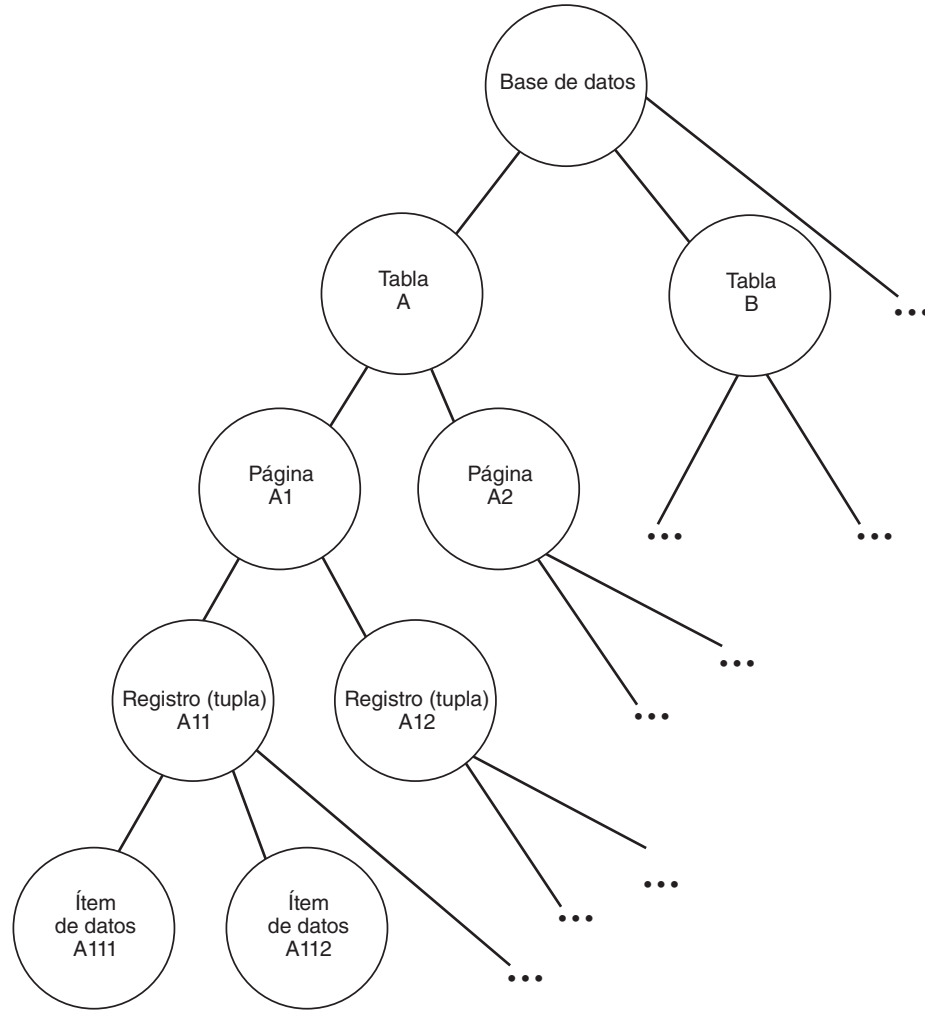 Base de datos
Tabla
A
Tabla
B
...
Página
A1
Página
A2
...
...
...
...
Registro (tupla)
A11
Registro (tupla)
A12
...
...
Ítem
de datos
A111
Ítem
de datos
A112
...